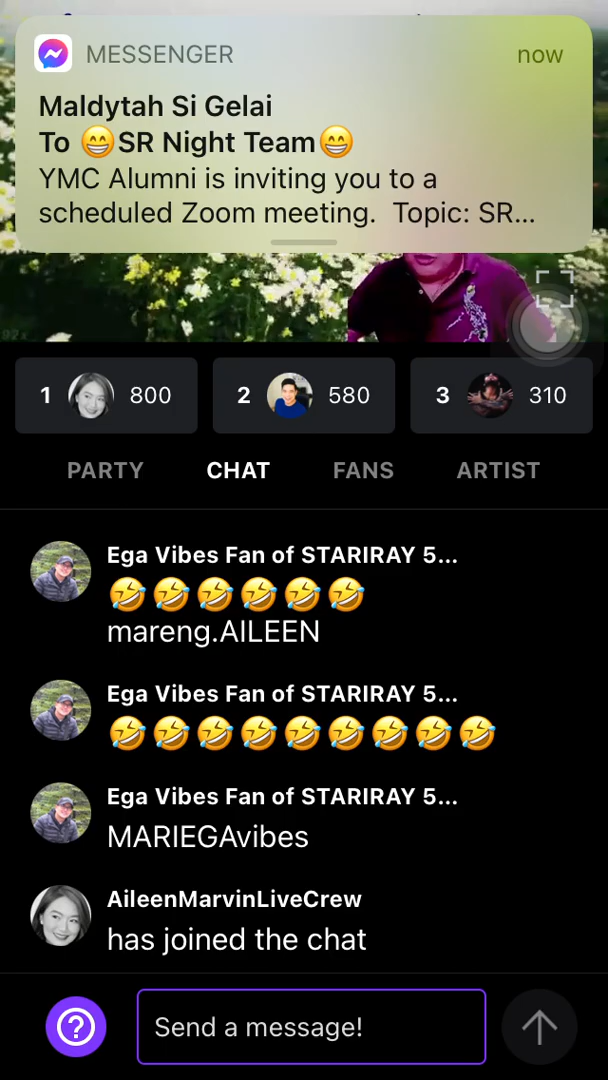 MESSENGER now
Maldytah Si Gelai
To 😁SR Night Team😁
YMC Alumni is inviting you to a
scheduled Zoom meeting. Topic: SR...
1 800 2 580 3 310
PARTY CHAT FANS ARTIST
Ega Vibes Fan of STARIRAY 5...
🤣🤣🤣🤣🤣🤣
mareng.AILEEN
Ega Vibes Fan of STARIRAY 5...
🤣🤣🤣🤣🤣🤣🤣🤣🤣
Ega Vibes Fan of STARIRAY 5...
MARIEGAvibes
AileenMarvinLiveCrew
has joined the chat
Send a message!